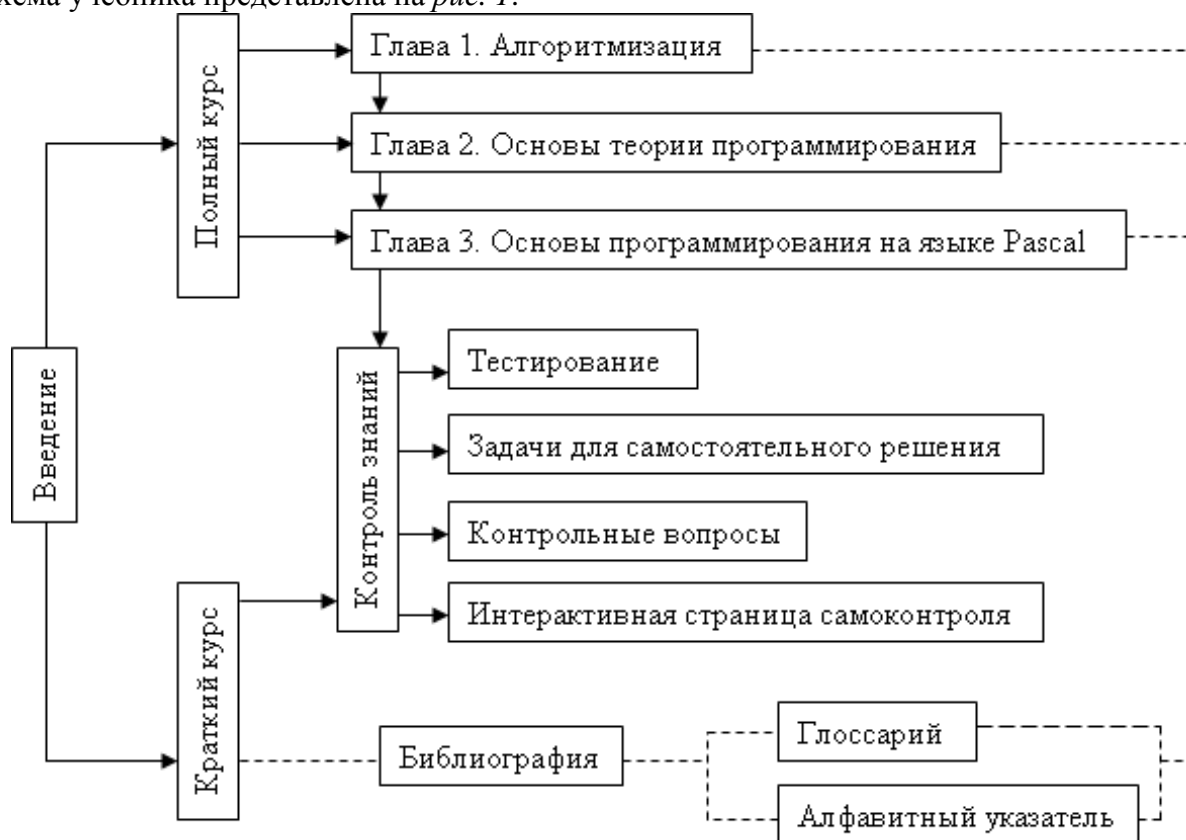 учебника представлена на рис. 1.
Глава 1. Алгоритмизация
Полный курс
Глава 2. Основы теории программирования
Глава 3. Основы программирования на языке Pascal
Введение
Контроль знаний
Тестирование
Задачи для самостоятельного решения
Контрольные вопросы
Интерактивная страница самоконтроля
Краткий курс
Библиография
Глоссарий
Алфавитный указатель